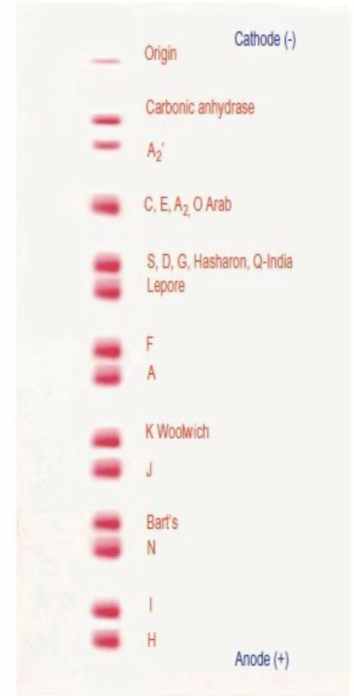 Cathode (-)
Origin
Carbonic anhydrase
A₂'
C, E, A₂, O Arab
S, D, G, Hasharon, Q-India
Lepore
F
A
K Woolwich
J
Bart's
N
I
H
Anode (+)